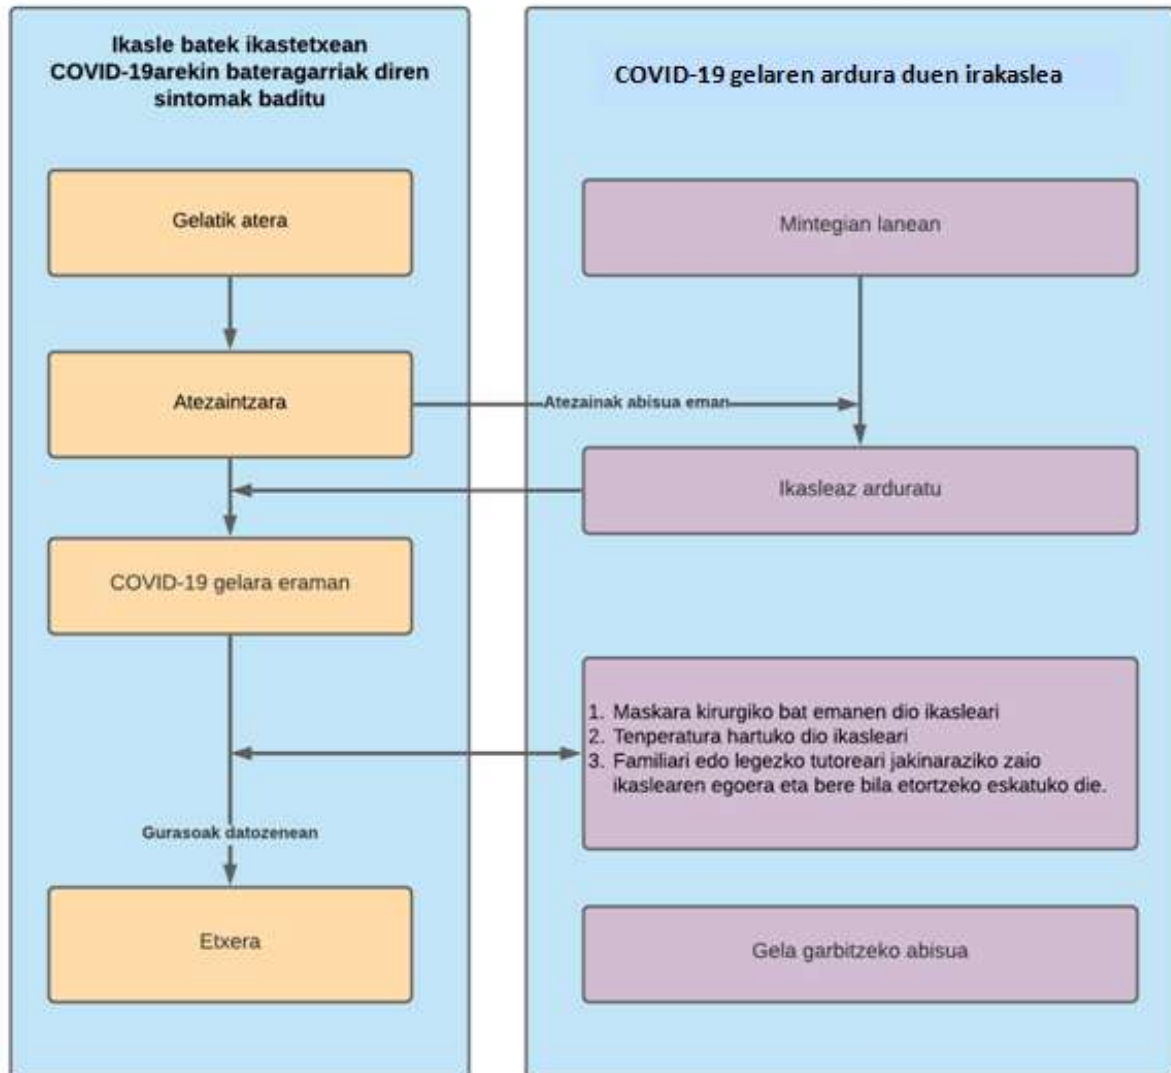 Ikasle batek ikastetxean
COVID-19arekin bateragarriak diren
sintomak baditu
Gelatik atera
Atezaintzara
COVID-19 gelara eraman
Gurasoak datozenean
Etxera
COVID-19 gelaren ardura duen irakaslea
Mintegian lanean
Atezainak abisua eman
Ikasleaz arduratu
1. Maskara kirurgiko bat emanen dio ikasleari
2. Tenperatura hartuko dio ikasleari
3. Familiari edo legezko tutoreari jakinaraziko zaio
ikaslearen egoera eta bere bila etortzeko eskatuko die.
Gela garbitzeko abisua